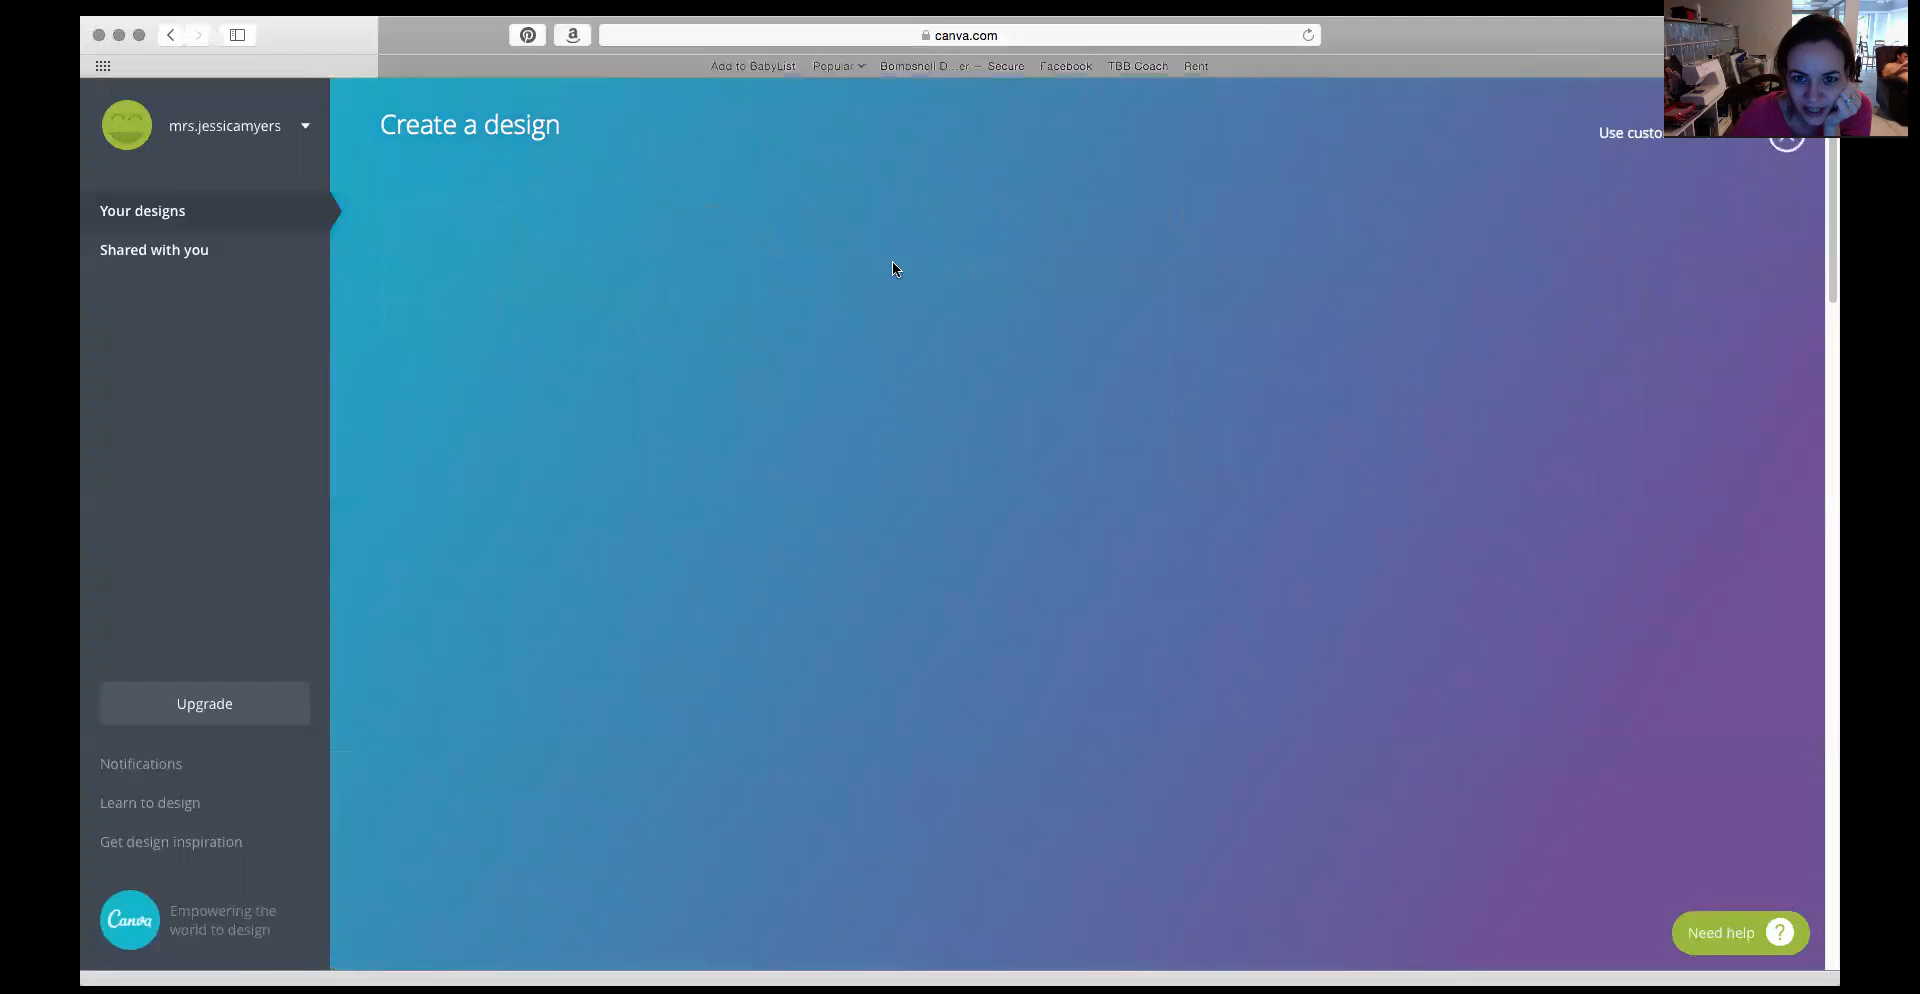 canva.com
Add to BabyList
Popular
Bombshell D...er — Secure
Facebook
TBB Coach
Rent
mrs.jessicamyers
Create a design
Use custo
Your designs
Shared with you
Upgrade
Notifications
Learn to design
Get design inspiration
Canva
Empowering the
world to design
Need help ?